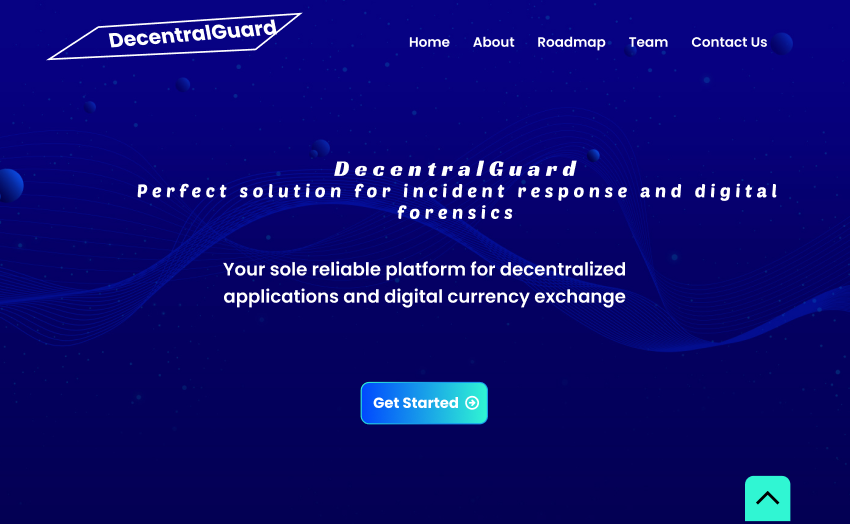 DecentralGuard
Home About Roadmap Team Contact Us
DecentralGuard
Perfect solution for incident response and digital
forensics
Your sole reliable platform for decentralized
applications and digital currency exchange
Get Started